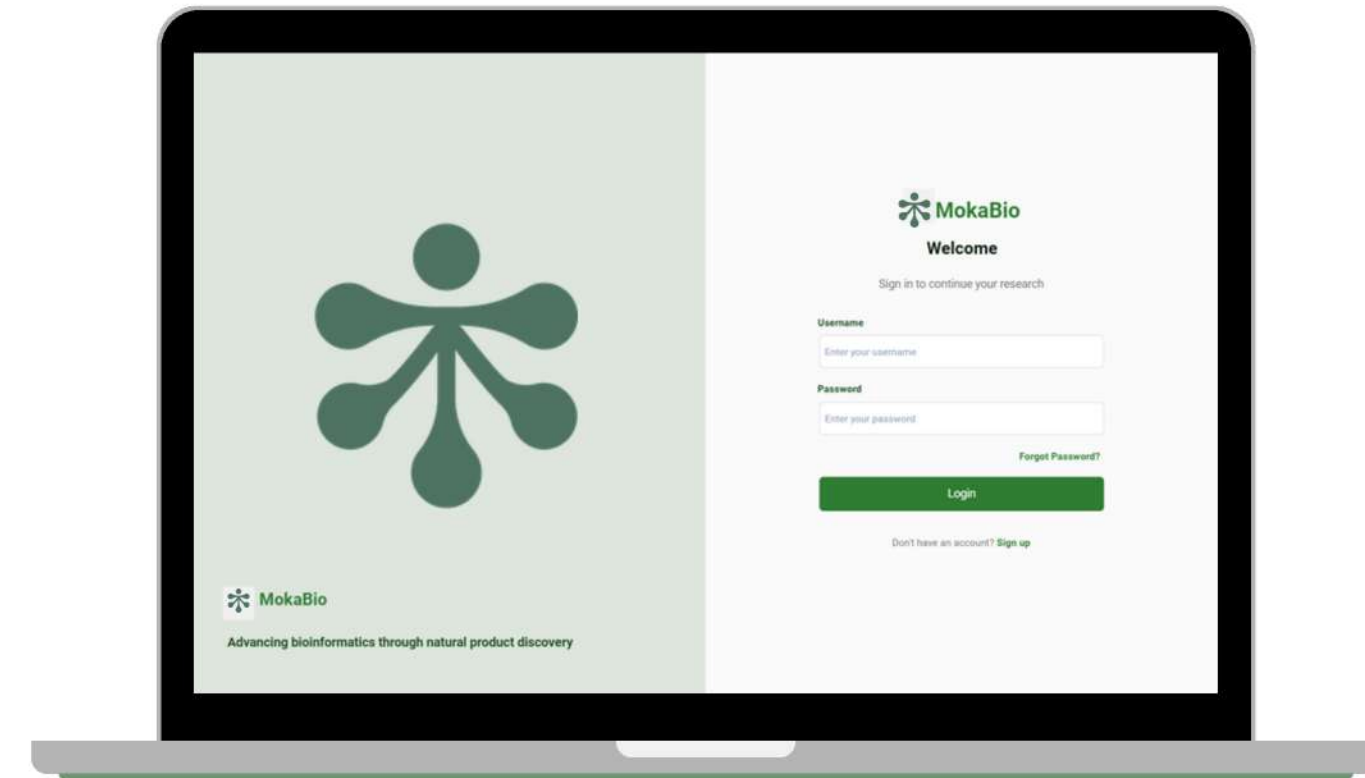 MokaBio
Advancing bioinformatics through natural product discovery
MokaBio
Welcome
Sign in to continue your research
Username
Enter your username
Password
Enter your password
Forgot Password?
Login
Don't have an account? Sign up